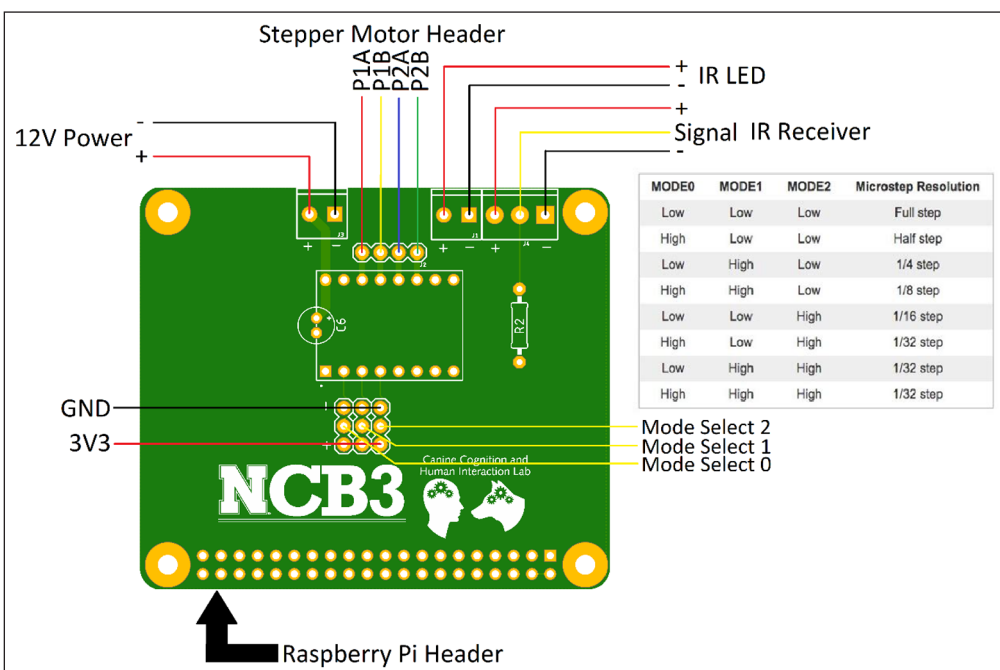 Stepper Motor Header
P1A
P1B
P2A
P2B
+
-
IR LED
+
Signal IR Receiver
-
-
12V Power
+
J3
+ -
J1
+ -
J4
+ -
J2
MODE0 MODE1 MODE2 Microstep Resolution
Low Low Low Full step
High Low Low Half step
Low High Low 1/4 step
High High Low 1/8 step
Low Low High 1/16 step
High Low High 1/32 step
Low High High 1/32 step
High High High 1/32 step
+
C6
R2
GND
-
3V3
+
Mode Select 2
Mode Select 1
Mode Select 0
Canine Cognition and
Human Interaction Lab
NCB3
Raspberry Pi Header